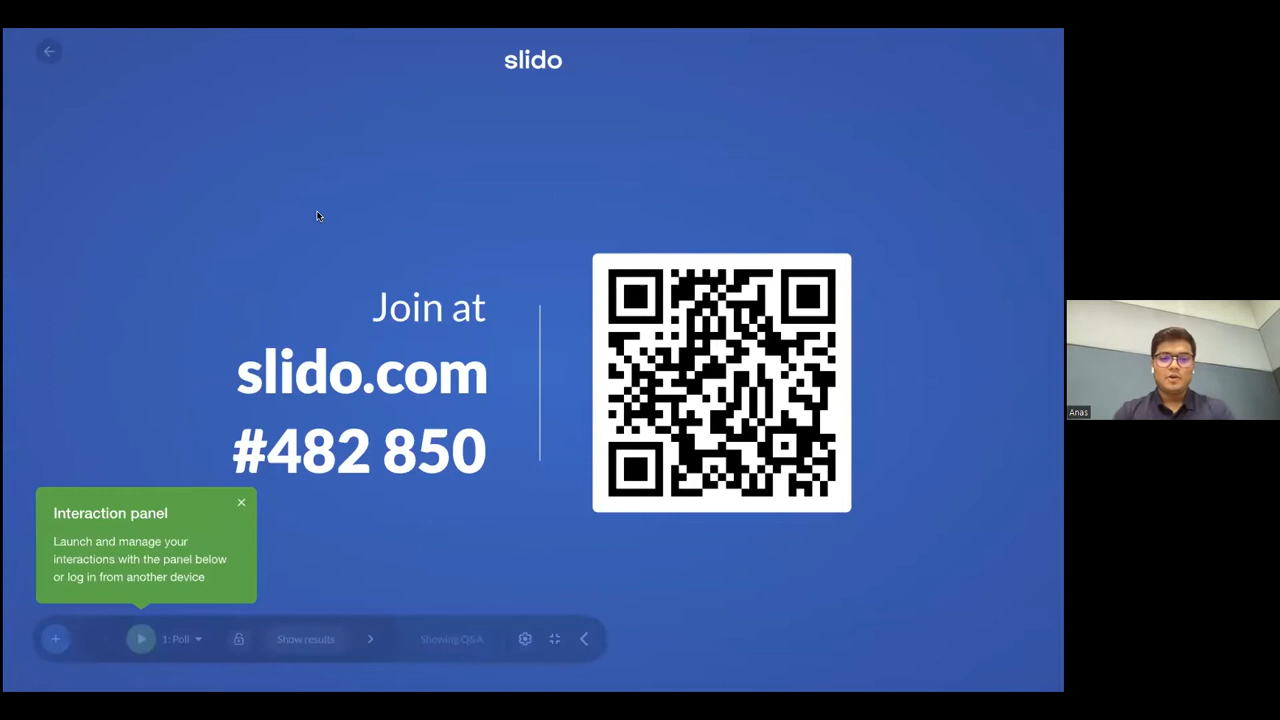 slido
Join at
slido.com
#482 850
Interaction panel
Launch and manage your
interactions with the panel below
or log in from another device
1: Poll
Show results
Showing Q&A
Anas